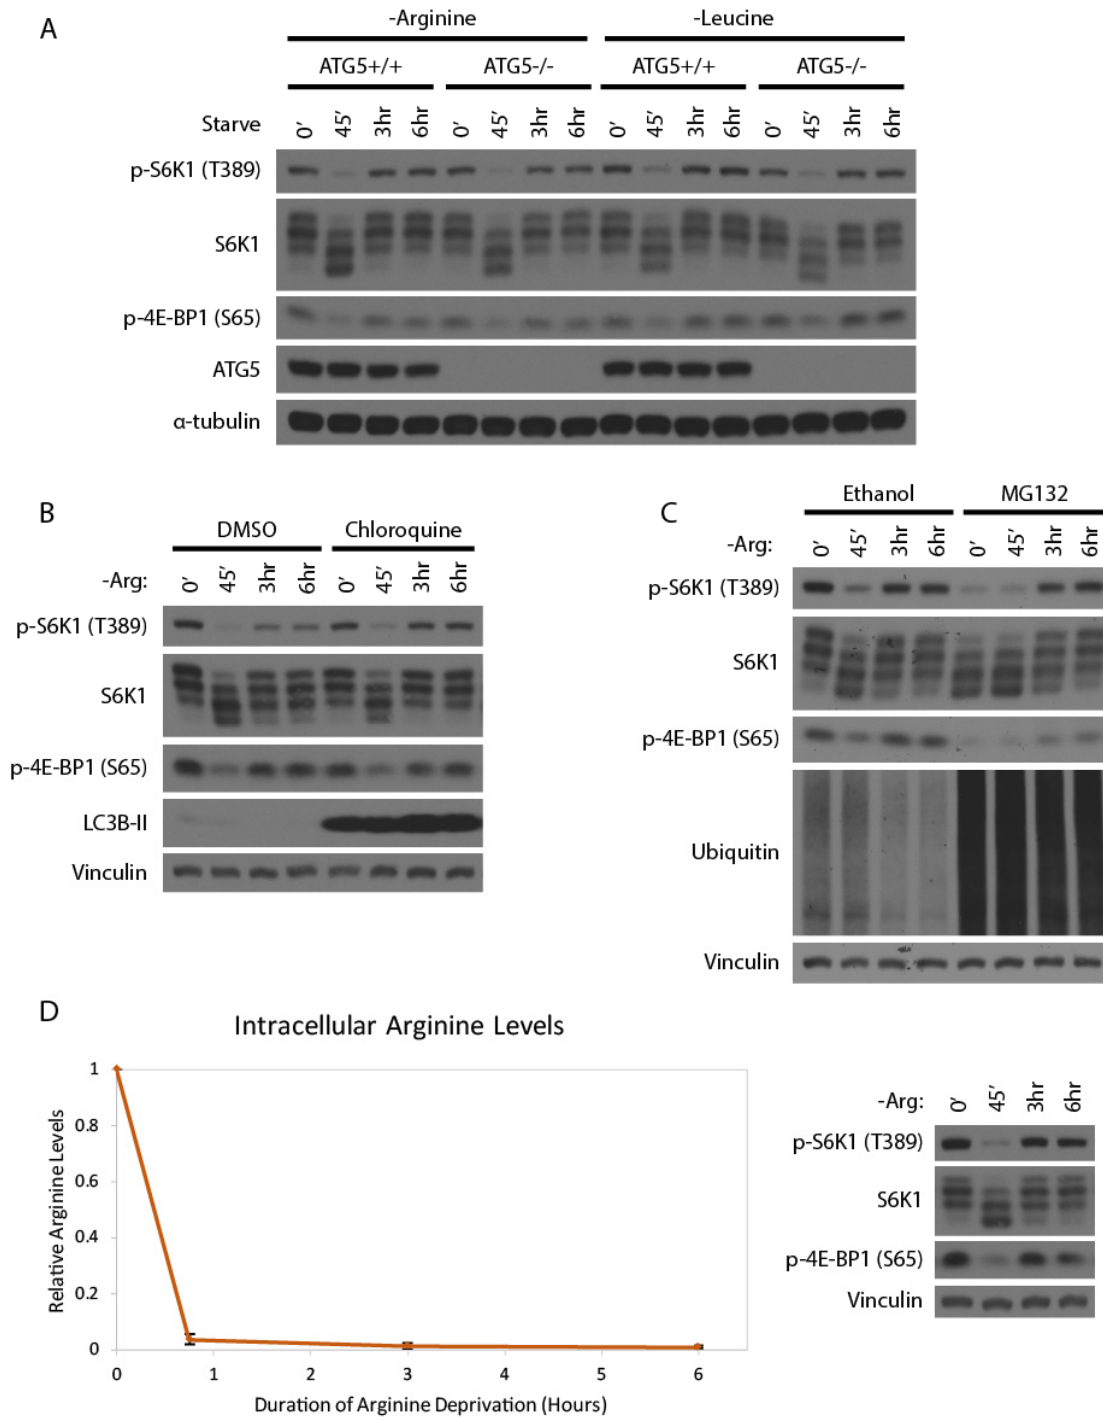 A
-Arginine -Leucine
ATG5+/+ ATG5-/- ATG5+/+ ATG5-/-
Starve 0′ 45′ 3hr 6hr 0′ 45′ 3hr 6hr 0′ 45′ 3hr 6hr 0′ 45′ 3hr 6hr
p-S6K1 (T389)
S6K1
p-4E-BP1 (S65)
ATG5
α-tubulin
B
DMSO Chloroquine
-Arg: 0′ 45′ 3hr 6hr 0′ 45′ 3hr 6hr
p-S6K1 (T389)
S6K1
p-4E-BP1 (S65)
LC3B-II
Vinculin
C
Ethanol MG132
-Arg: 0′ 45′ 3hr 6hr 0′ 45′ 3hr 6hr
p-S6K1 (T389)
S6K1
p-4E-BP1 (S65)
Ubiquitin
Vinculin
D
Intracellular Arginine Levels
Relative Arginine Levels
1
0.8
0.6
0.4
0.2
0
0 1 2 3 4 5 6
Duration of Arginine Deprivation (Hours)
-Arg: 0′ 45′ 3hr 6hr
p-S6K1 (T389)
S6K1
p-4E-BP1 (S65)
Vinculin